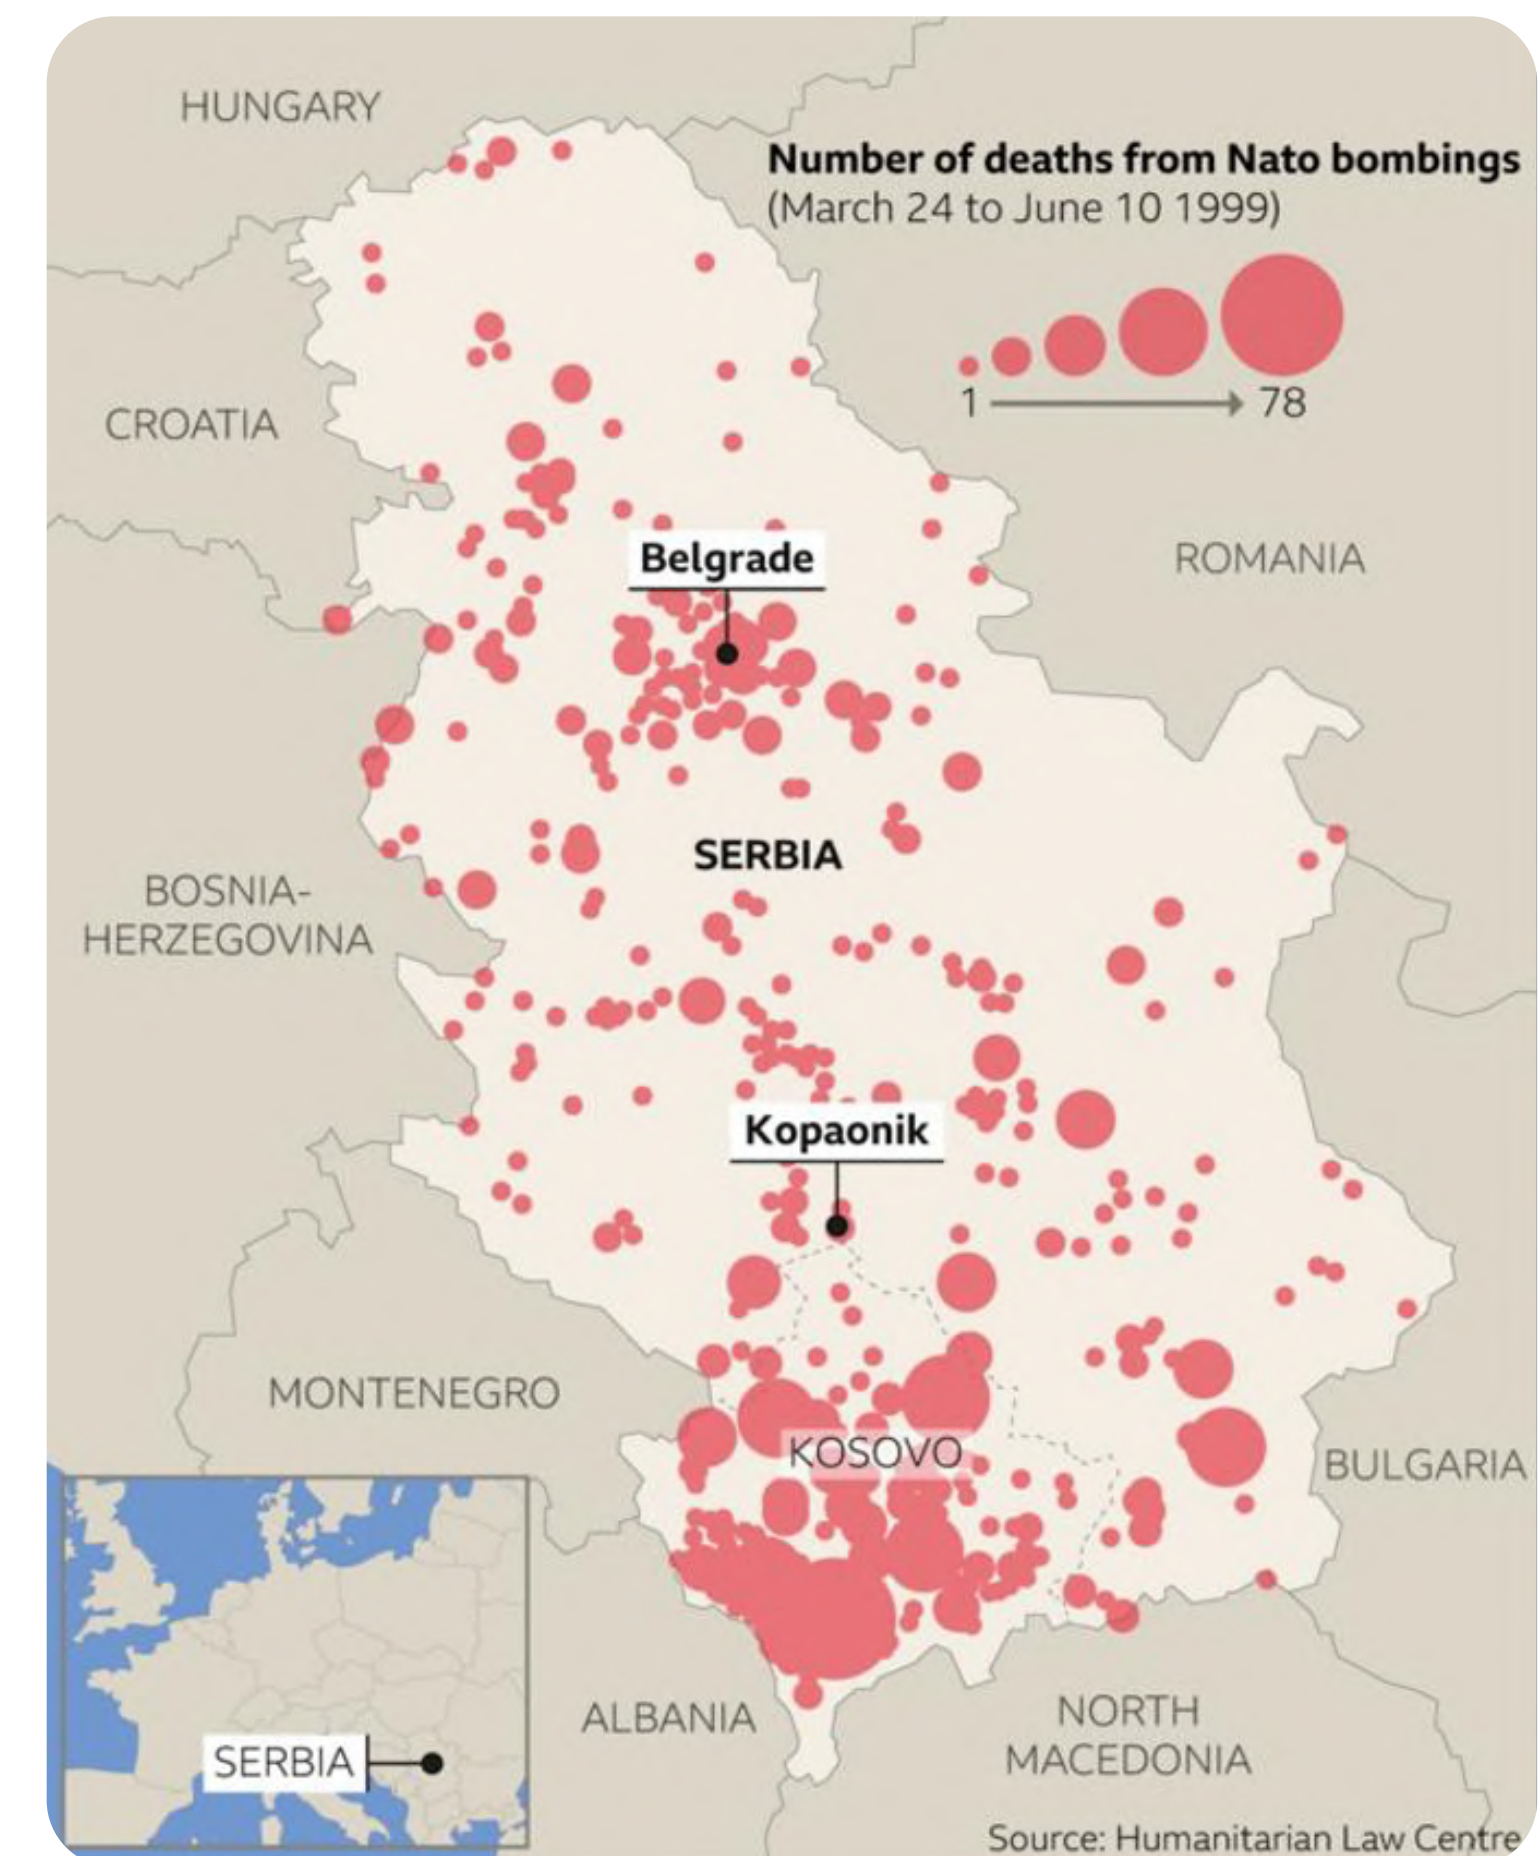 HUNGARY
Number of deaths from Nato bombings
(March 24 to June 10 1999)
1
78
CROATIA
Belgrade
ROMANIA
SERBIA
BOSNIA-
HERZEGOVINA
Kopaonik
MONTENEGRO
KOSOVO
BULGARIA
ALBANIA
NORTH
MACEDONIA
SERBIA
Source: Humanitarian Law Centre